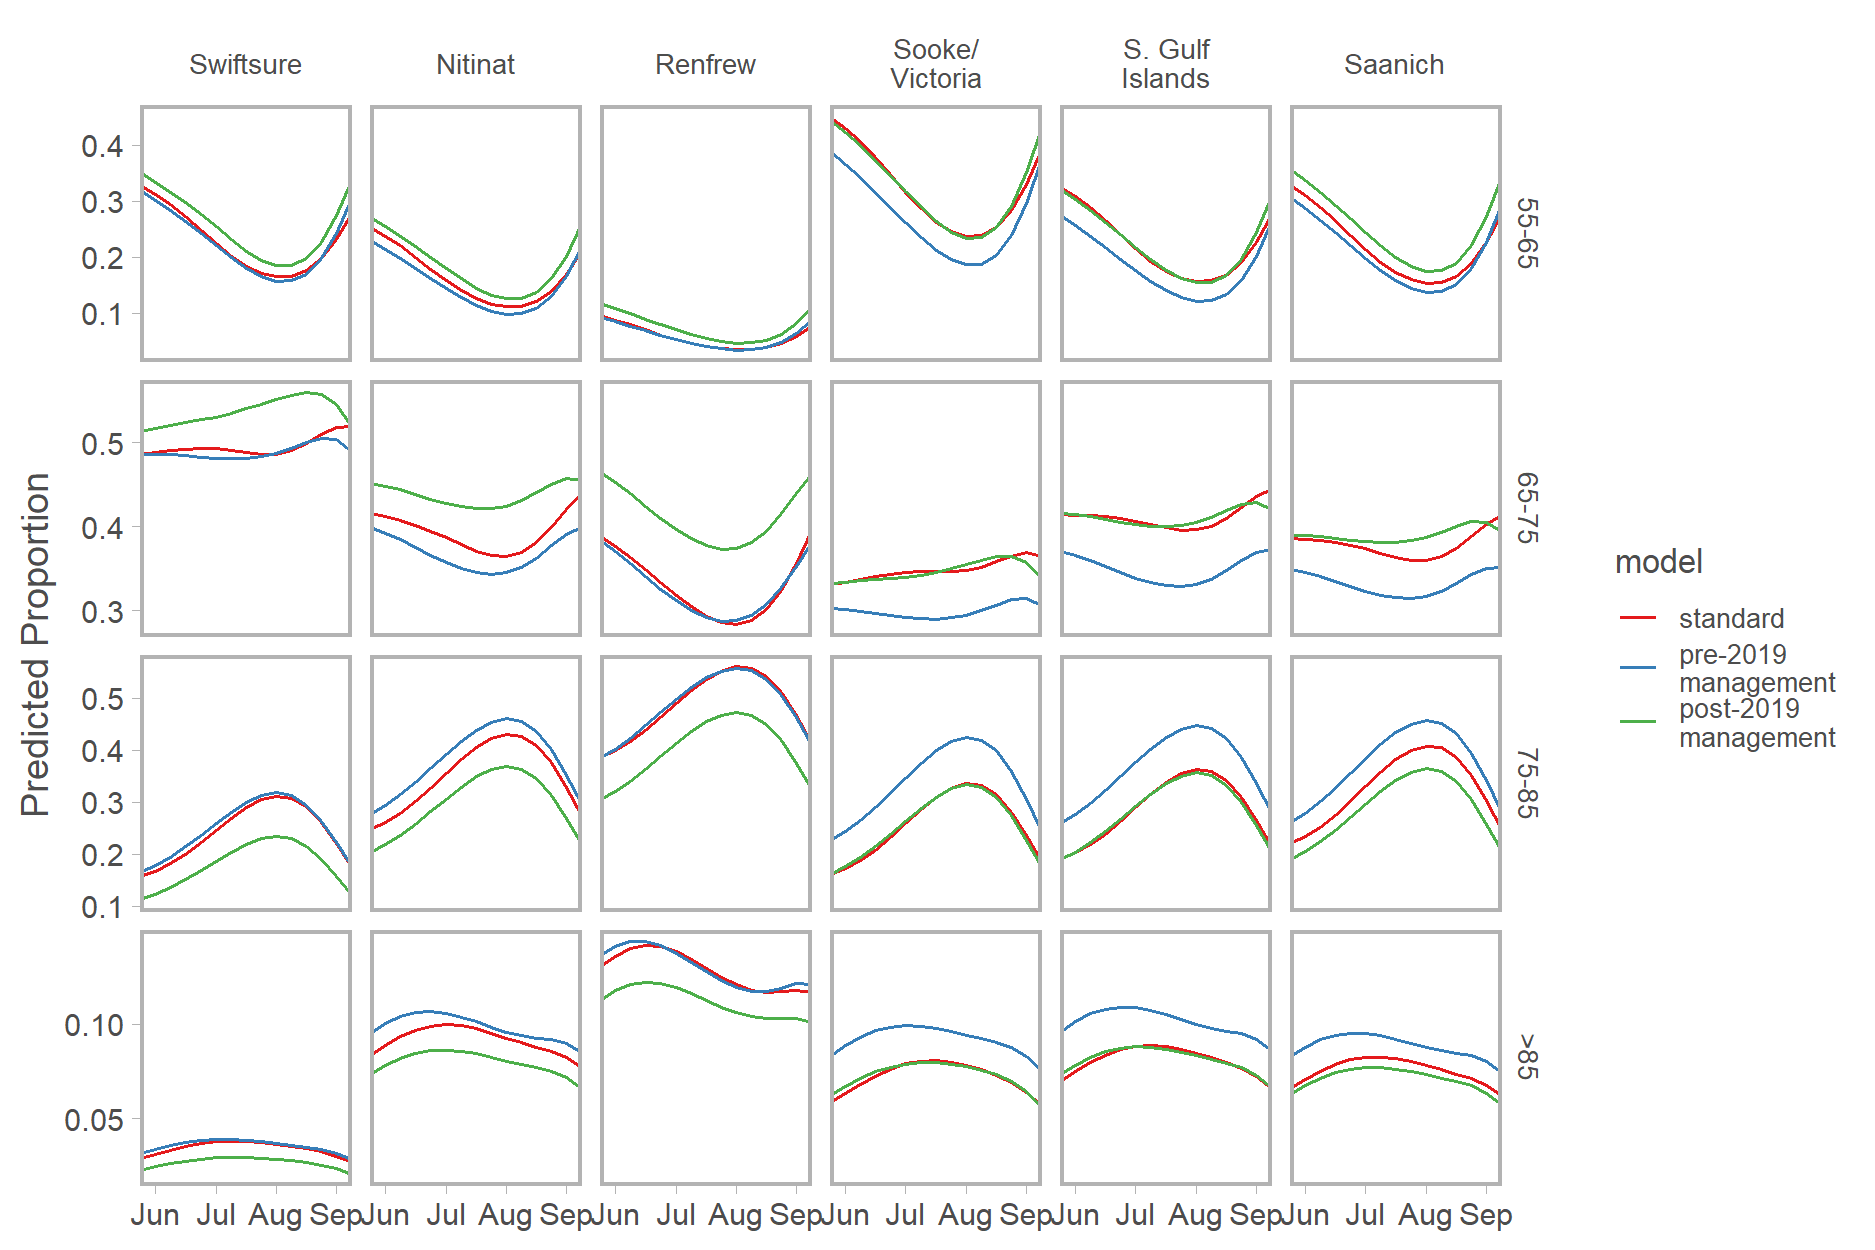 Swiftsure
Nitinat
Renfrew
Sooke/
Victoria
S. Gulf
Islands
Saanich
0.4
0.3
0.2
0.1
55-65
0.5
0.4
0.3
65-75
0.5
0.4
0.3
0.2
0.1
75-85
0.10
0.05
>85
Predicted Proportion
Jun Jul Aug Sep
Jun Jul Aug Sep
Jun Jul Aug Sep
Jun Jul Aug Sep
Jun Jul Aug Sep
Jun Jul Aug Sep
model
standard
pre-2019
management
post-2019
management